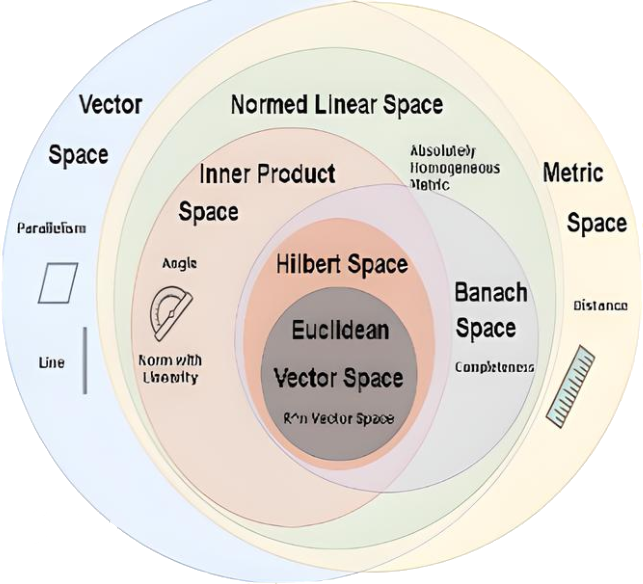 Vector
Space
Parallelism
Line
Normed Linear Space
Absolutely
Homogeneous
Metric
Inner Product
Space
Angle
Norm with
Linearity
Hilbert Space
Euclidean
Vector Space
R^n Vector Space
Banach
Space
Completeness
Metric
Space
Distance